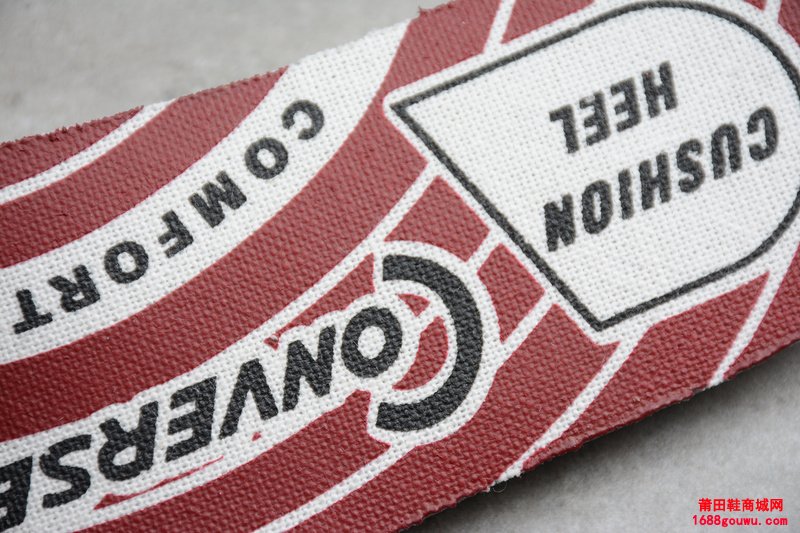 CUSHION
HEEL
CONVERSE
COMFORT
莆田鞋商城网
1688gouwu.com